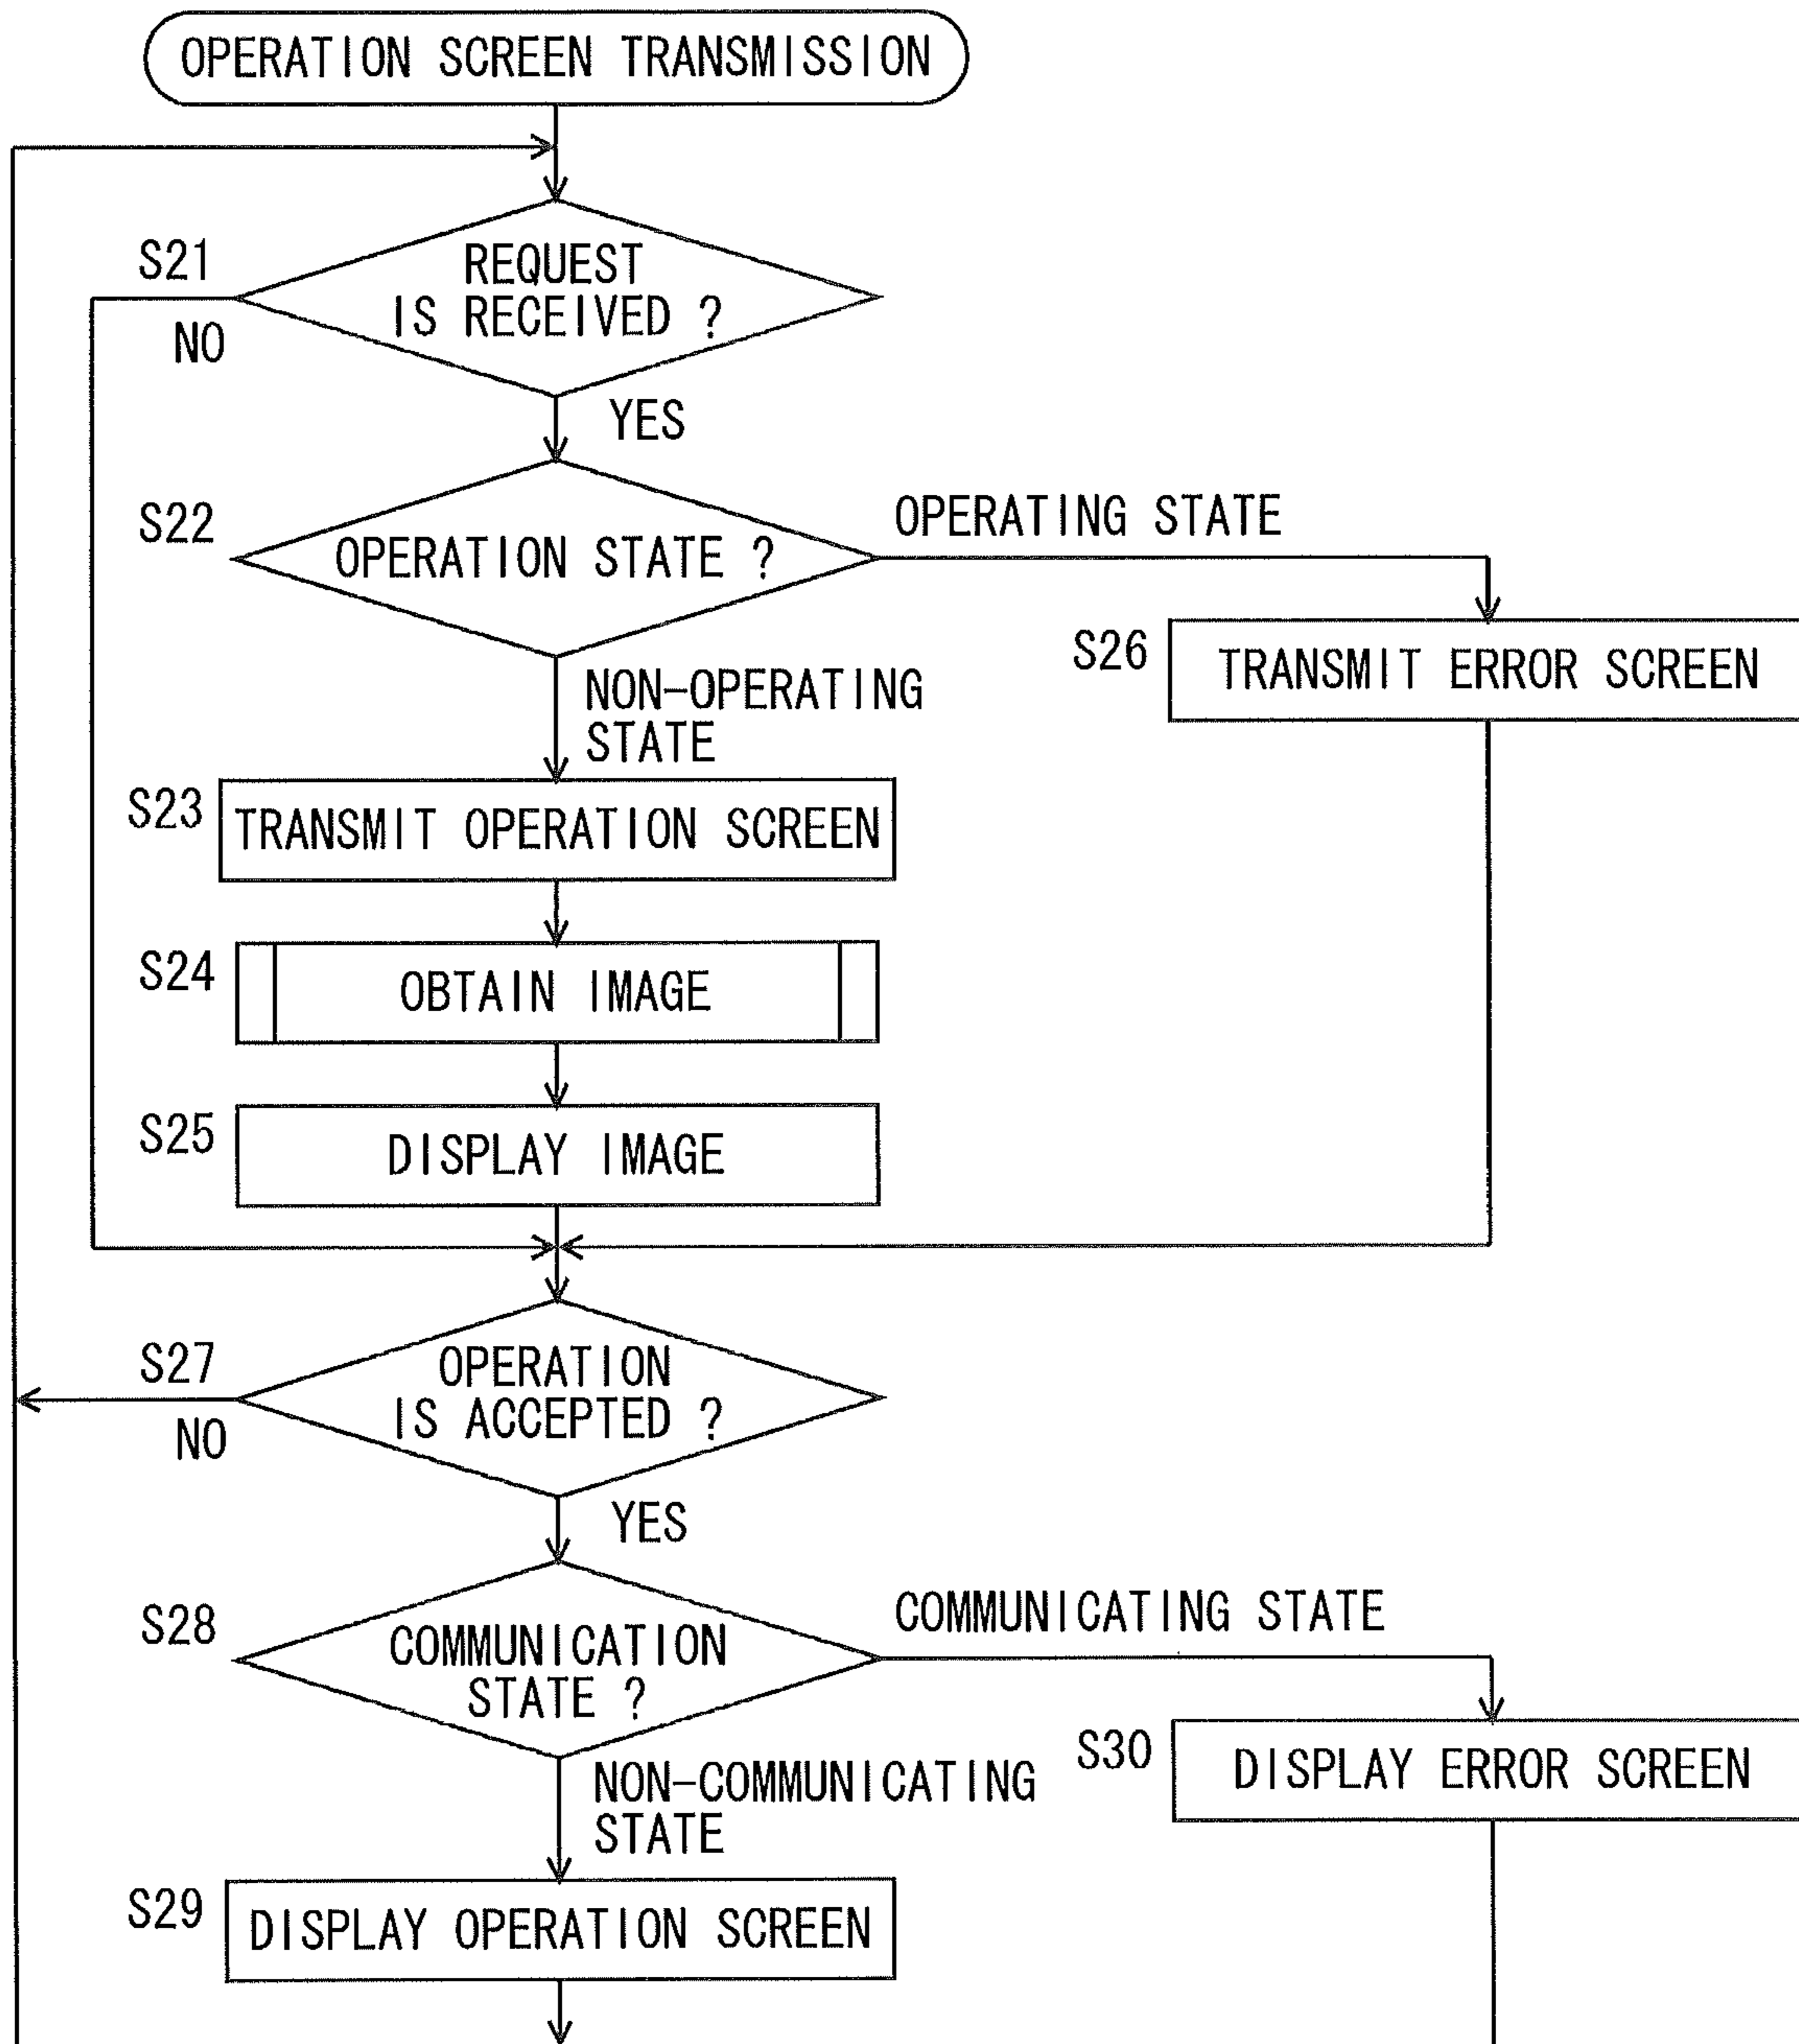 OPERATION SCREEN TRANSMISSION
S21
REQUEST
IS RECEIVED ?
NO
YES
S22
OPERATION STATE ?
OPERATING STATE
S26
TRANSMIT ERROR SCREEN
NON-OPERATING
STATE
S23
TRANSMIT OPERATION SCREEN
S24
OBTAIN IMAGE
S25
DISPLAY IMAGE
S27
OPERATION
IS ACCEPTED ?
NO
YES
S28
COMMUNICATION
STATE ?
COMMUNICATING STATE
S30
DISPLAY ERROR SCREEN
NON-COMMUNICATING
STATE
S29
DISPLAY OPERATION SCREEN